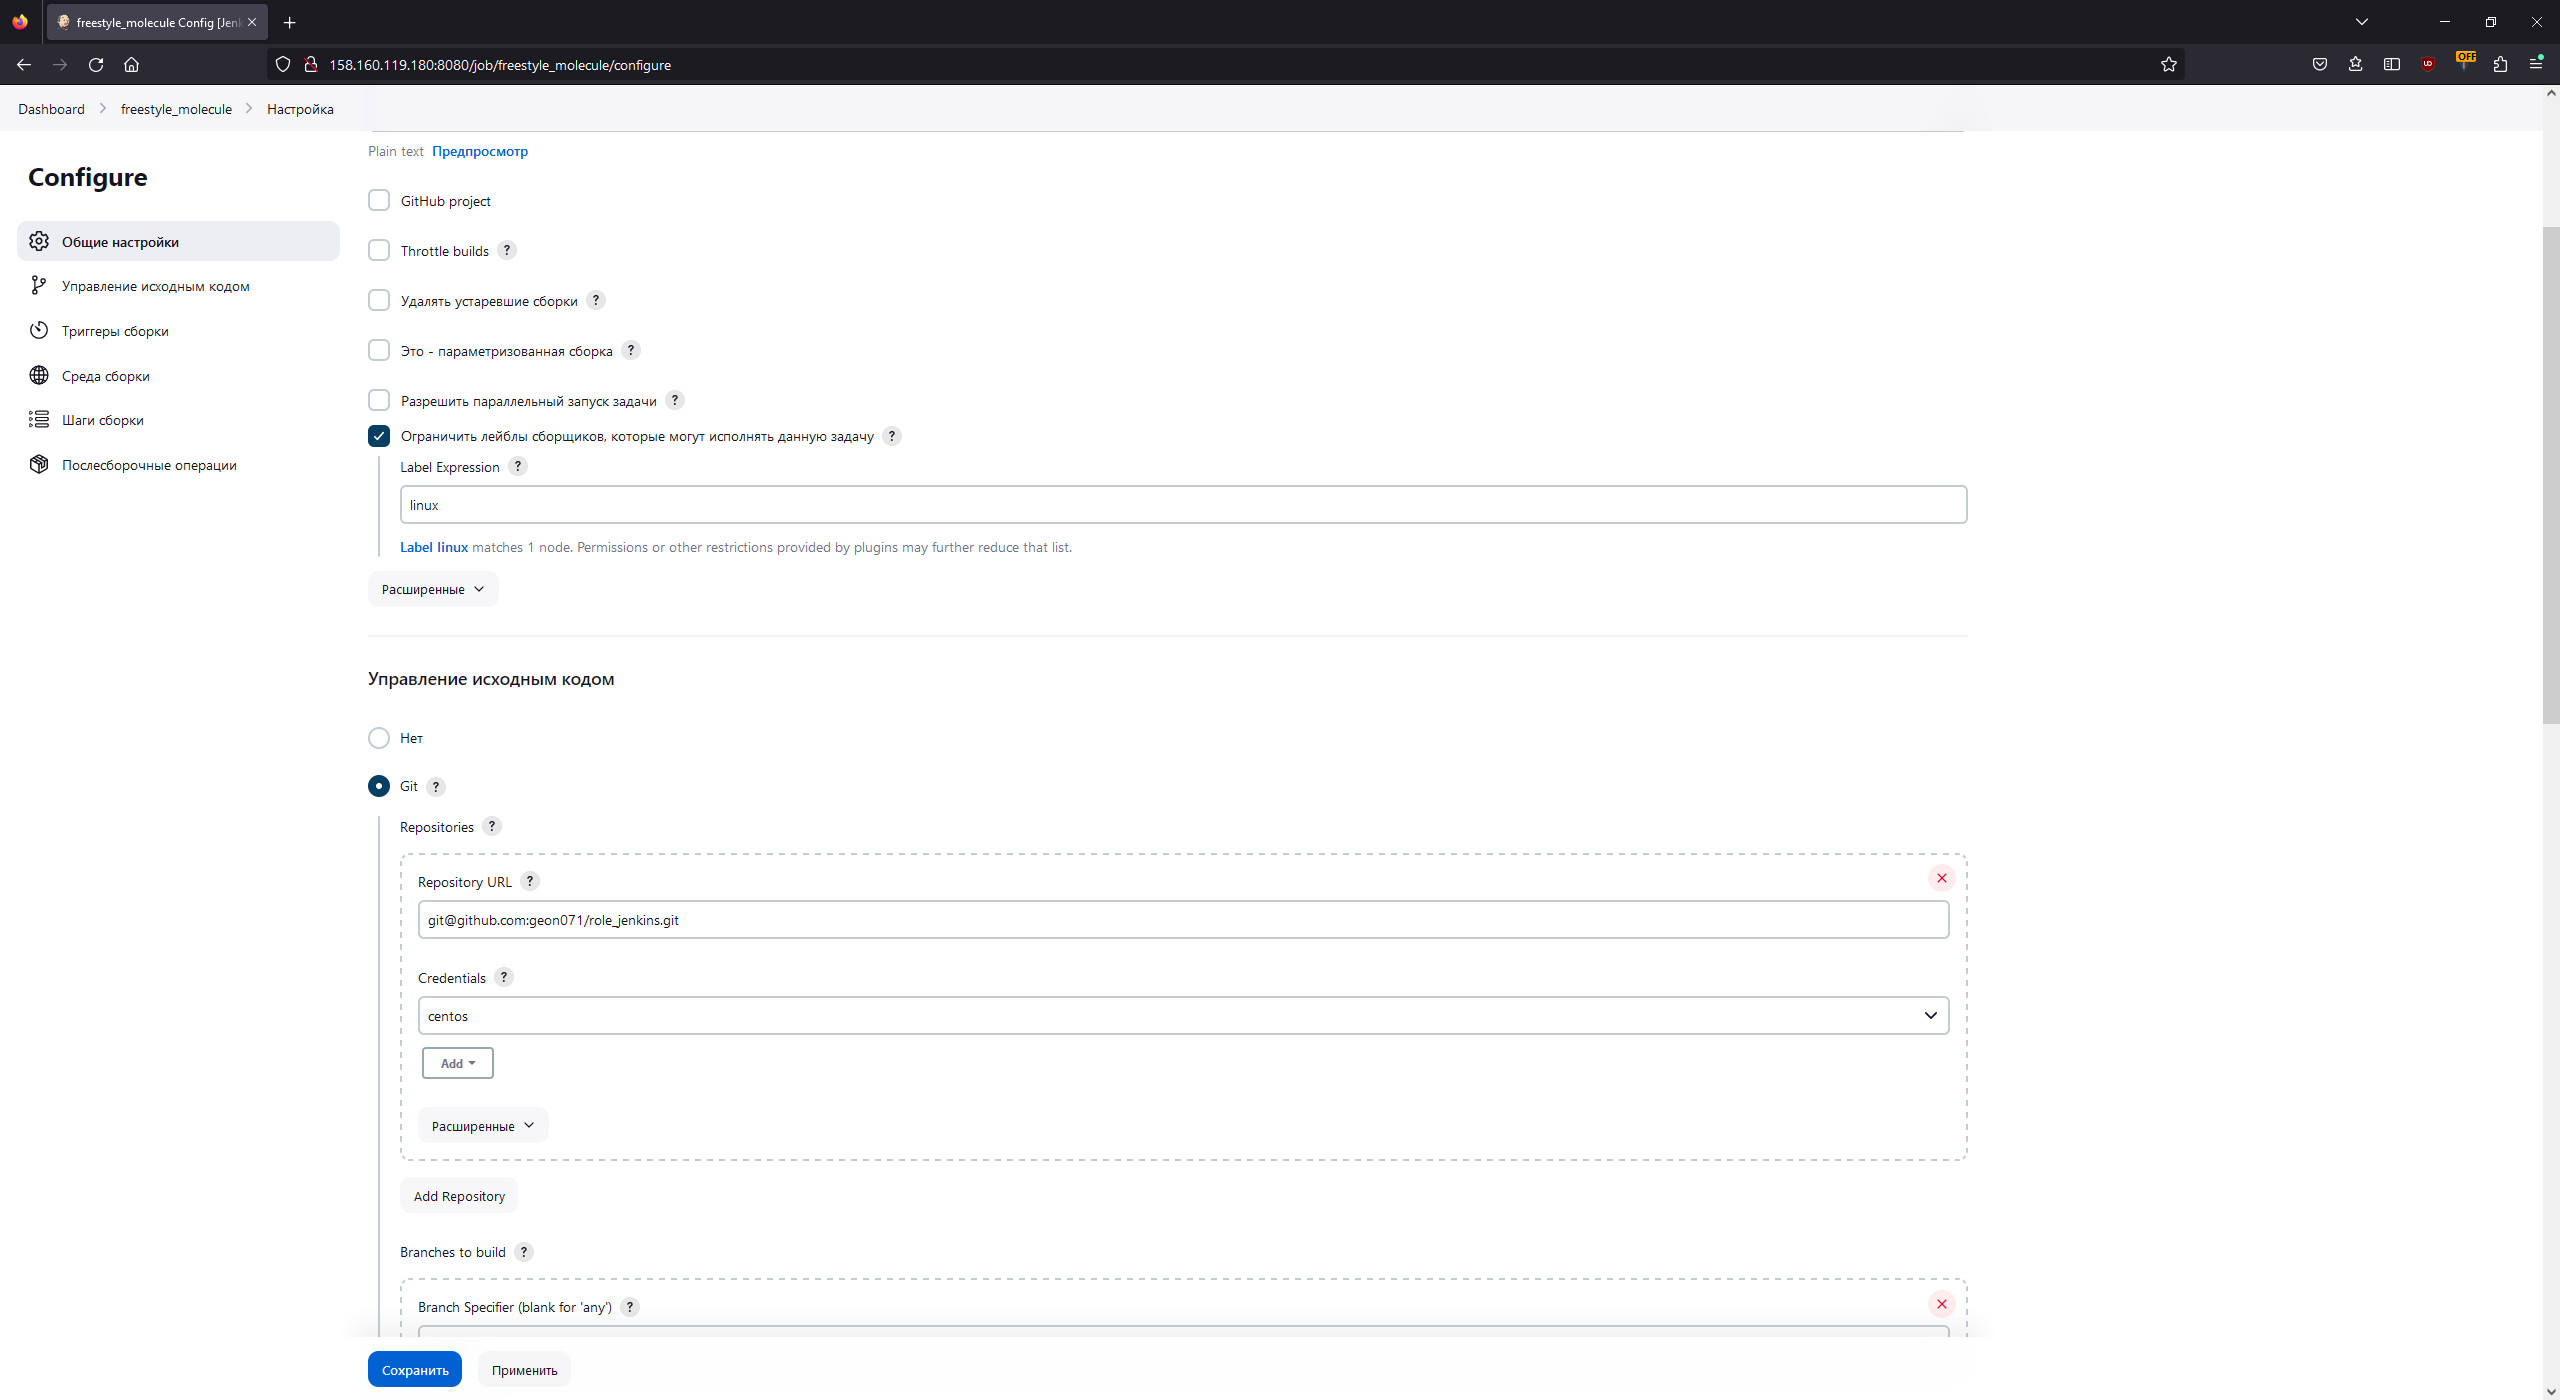 freestyle_molecule Config [Jenk
158.160.119.180:8080/job/freestyle_molecule/configure
OFF
Dashboard > freestyle_molecule > Настройка
Configure
Общие настройки
Управление исходным кодом
Триггеры сборки
Среда сборки
Шаги сборки
Послесборочные операции
Plain text Предпросмотр
GitHub project
Throttle builds ?
Удалять устаревшие сборки ?
Это - параметризованная сборка ?
Разрешить параллельный запуск задачи ?
Ограничить лейблы сборщиков, которые могут исполнять данную задачу ?
Label Expression ?
linux
Label linux matches 1 node. Permissions or other restrictions provided by plugins may further reduce that list.
Расширенные
Управление исходным кодом
Нет
Git ?
Repositories ?
Repository URL ?
git@github.com:geon071/role_jenkins.git
Credentials ?
centos
Add
Расширенные
Add Repository
Branches to build ?
Branch Specifier (blank for 'any') ?
Сохранить
Применить